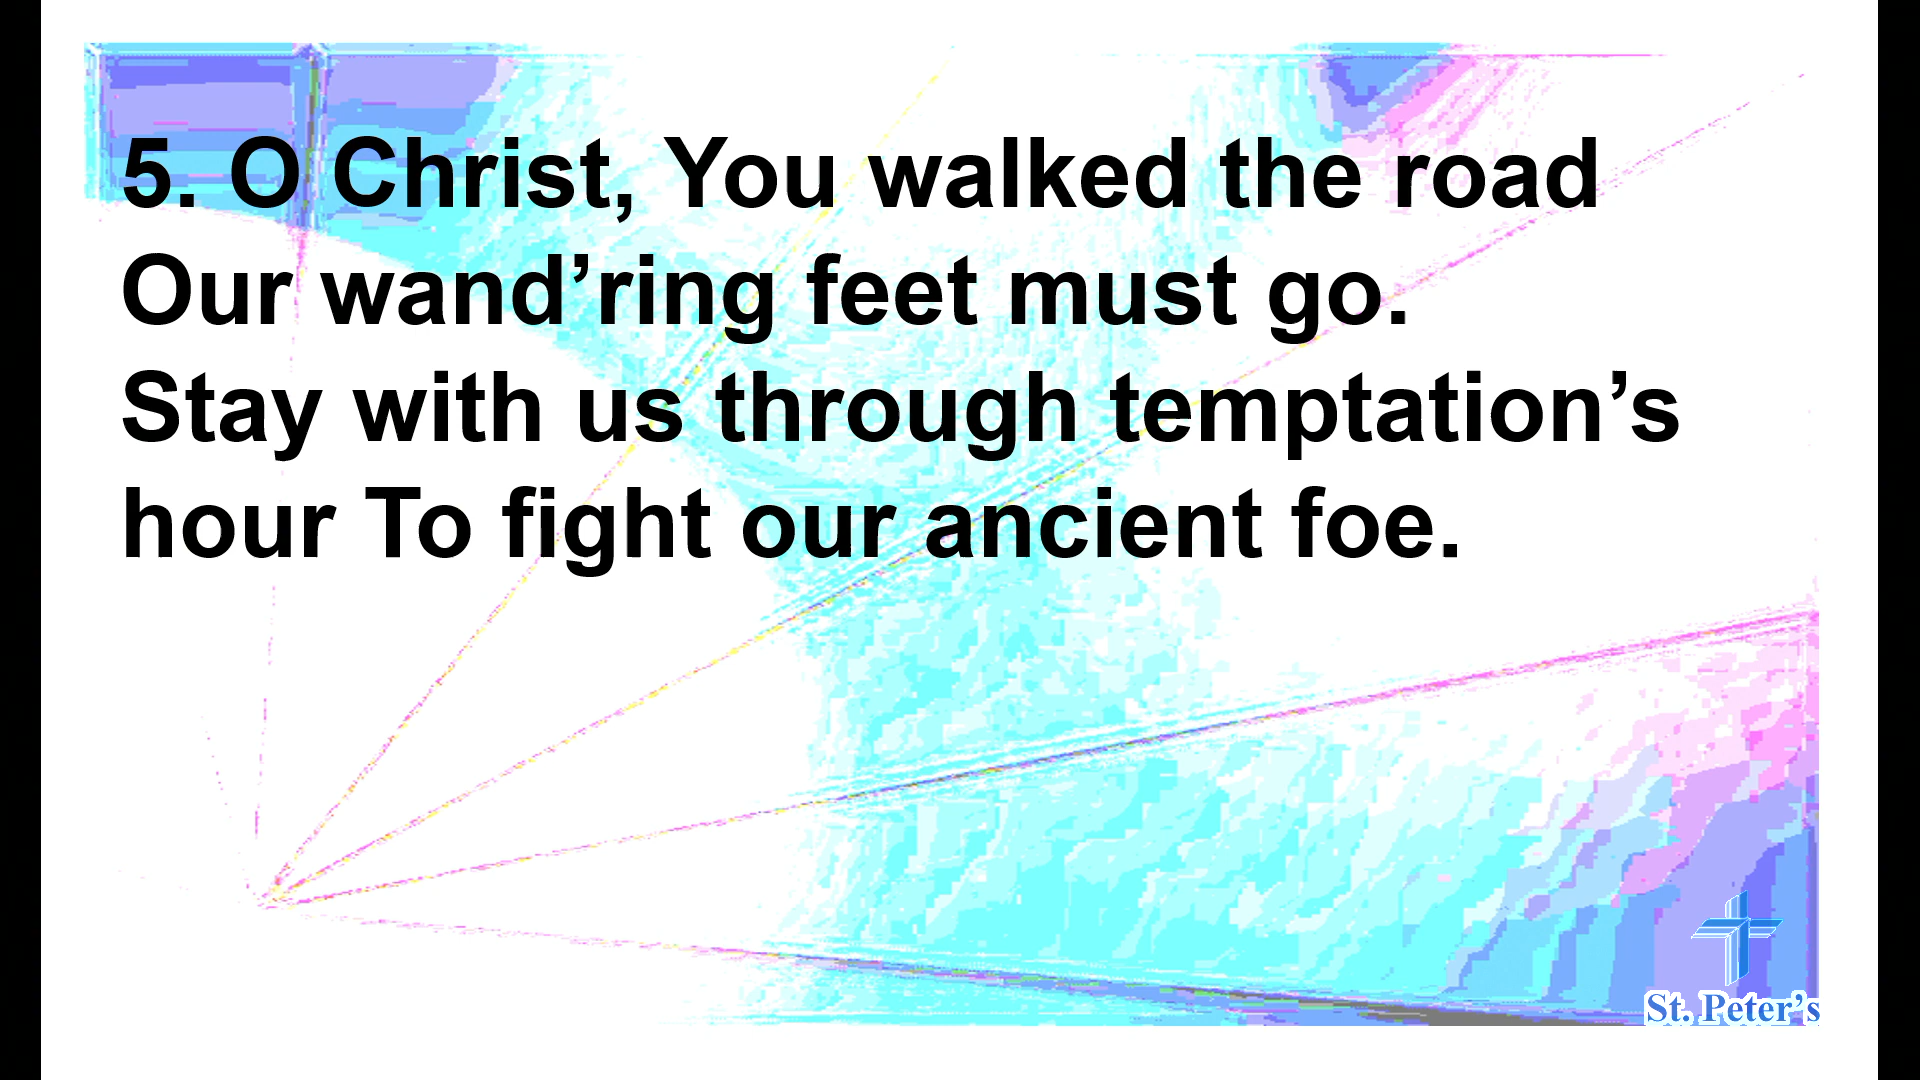 5. O Christ, You walked the road
Our wand’ring feet must go.
Stay with us through temptation’s
hour To fight our ancient foe.
St. Peter’s